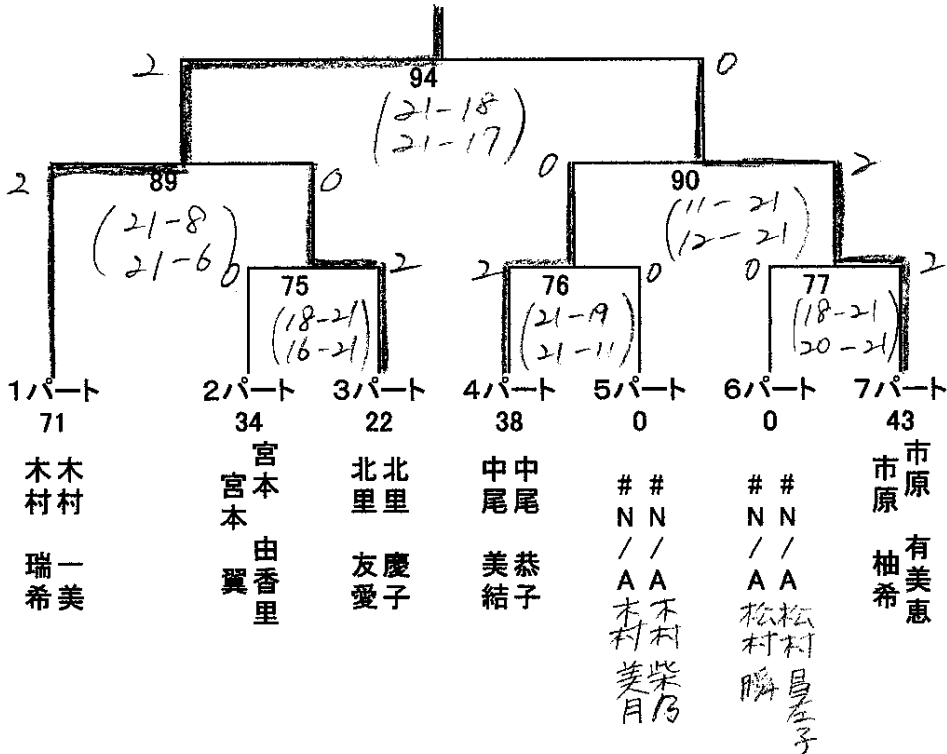 2 0
94
(21-18
21-17)
2 0 0 2
89 90
(21-8
21-6)
(11-21
12-21)
0 2 2 0 0 2
75 76 77
(18-21
16-21)
(21-19
21-11)
(18-21
20-21)
1パート 2パート 3パート 4パート 5パート 6パート 7パート
71 34 22 38 0 0 43
木村 一美
木村 瑞希
宮本 由香里
宮本 翼
北里 慶子
北里 友愛
中尾 恭子
中尾 美結
#N/A 木村 柴乃
#N/A 木村 美月
#N/A 松村
#N/A 松村 瞬
市原 有美恵
市原 柚希